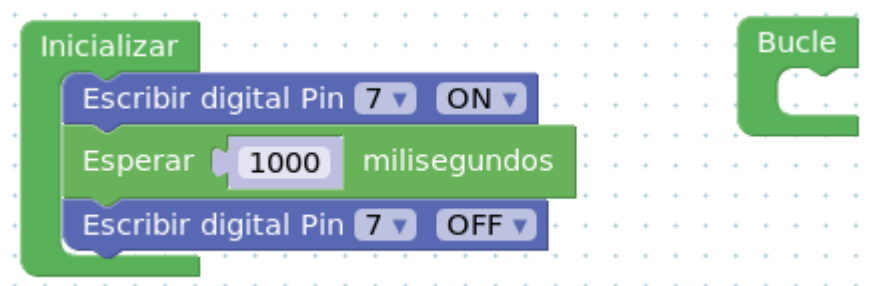 Inicializar
Bucle
Escribir digital Pin 7 ON
Esperar 1000 milisegundos
Escribir digital Pin 7 OFF